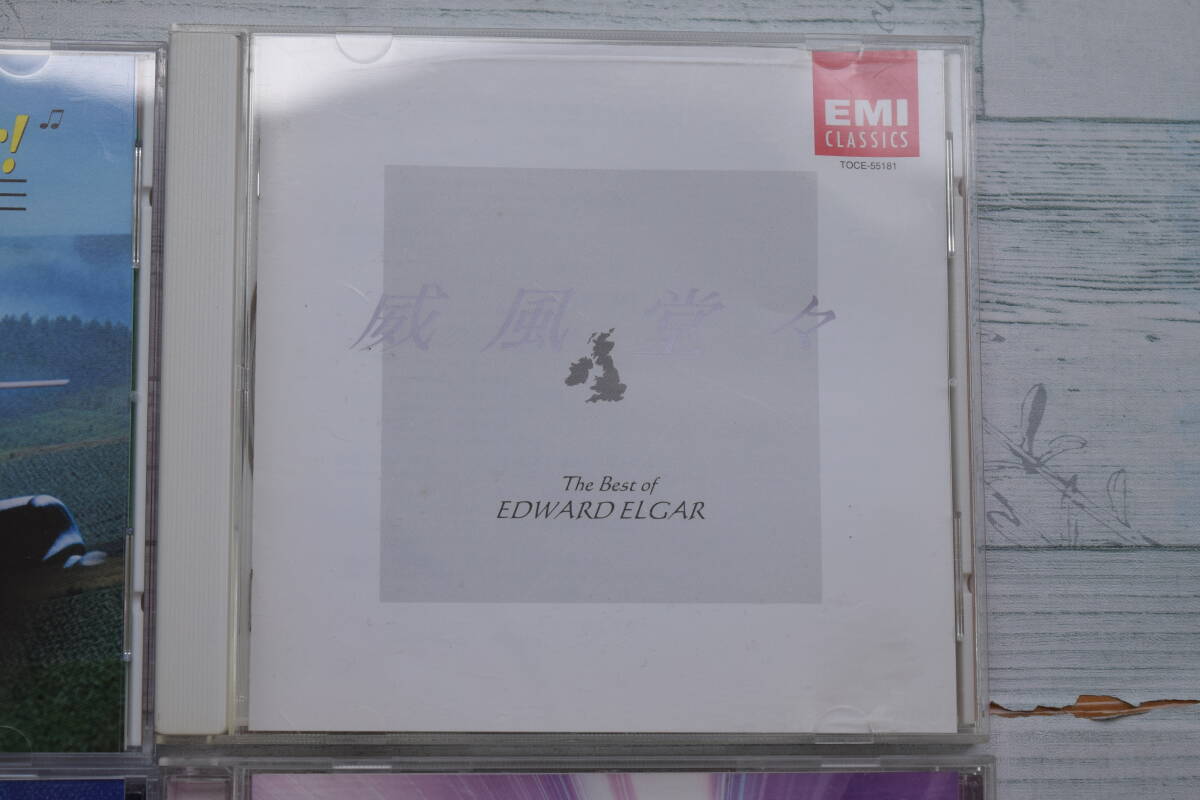 !
EMI
CLASSICS
TOCE-55181
威風堂々
The Best of
EDWARD ELGAR